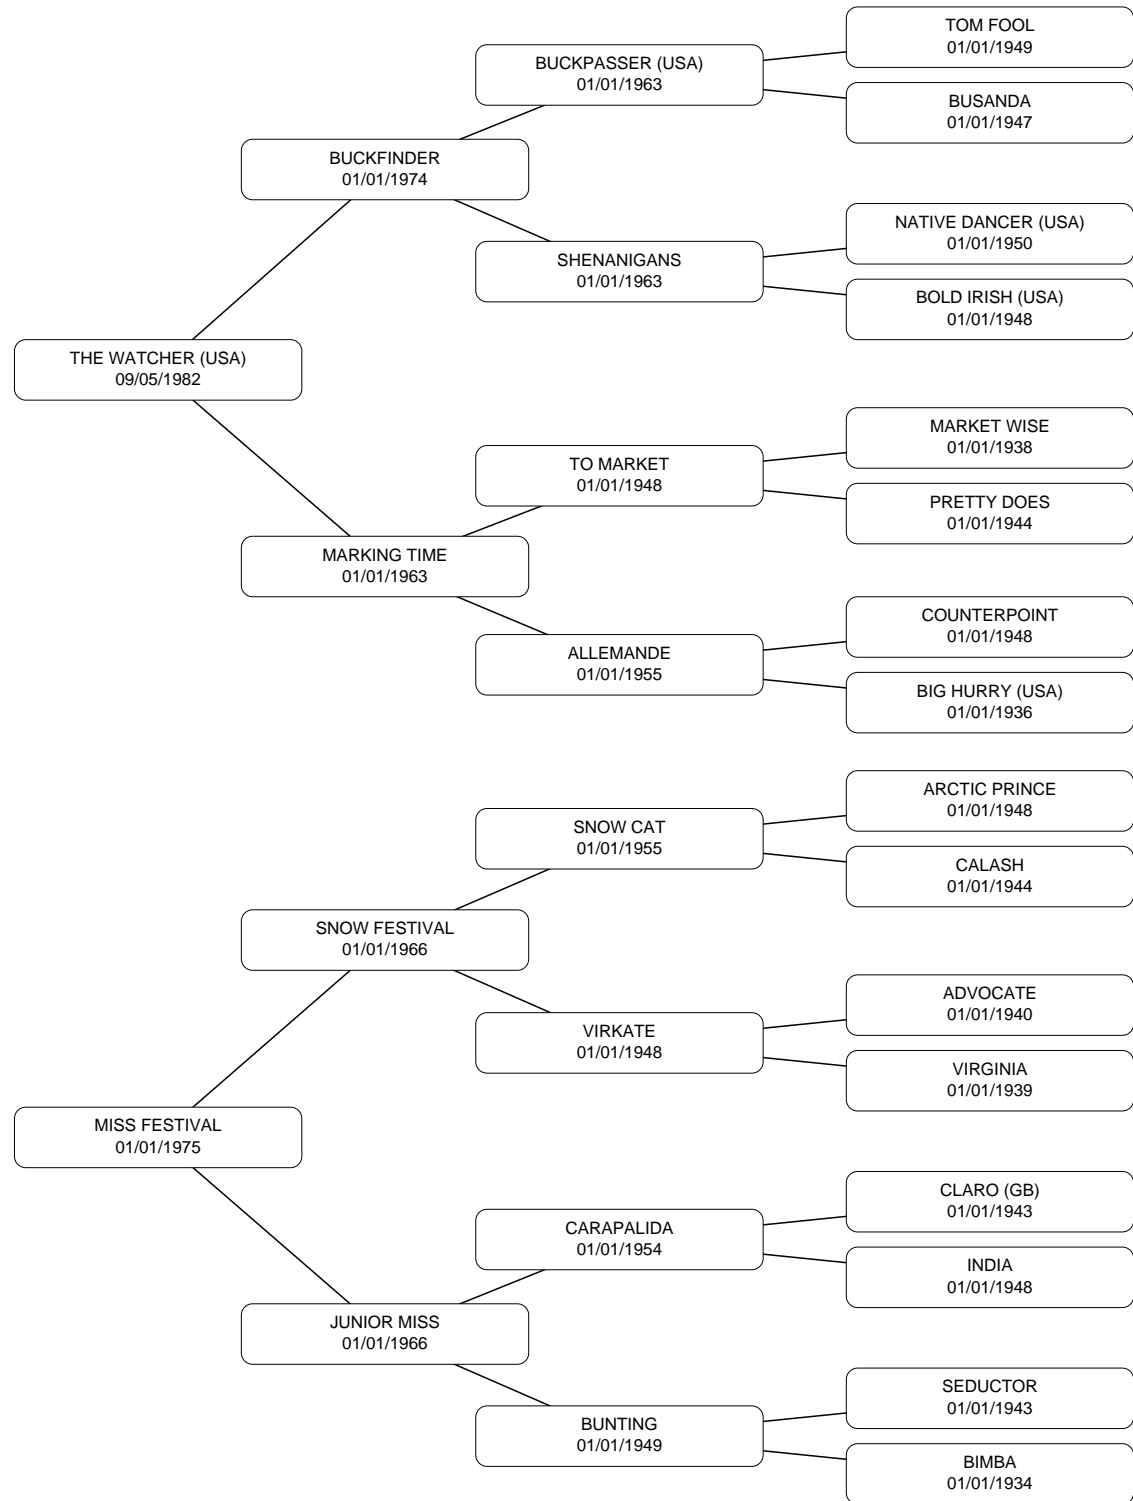 TOM FOOL
01/01/1949
BUCKPASSER (USA)
01/01/1963
BUSANDA
01/01/1947
BUCKFINDER
01/01/1974
NATIVE DANCER (USA)
01/01/1950
SHENANIGANS
01/01/1963
BOLD IRISH (USA)
01/01/1948
THE WATCHER (USA)
09/05/1982
MARKET WISE
01/01/1938
TO MARKET
01/01/1948
PRETTY DOES
01/01/1944
MARKING TIME
01/01/1963
COUNTERPOINT
01/01/1948
ALLEMANDE
01/01/1955
BIG HURRY (USA)
01/01/1936
ARCTIC PRINCE
01/01/1948
SNOW CAT
01/01/1955
CALASH
01/01/1944
SNOW FESTIVAL
01/01/1966
ADVOCATE
01/01/1940
VIRKATE
01/01/1948
VIRGINIA
01/01/1939
MISS FESTIVAL
01/01/1975
CLARO (GB)
01/01/1943
CARAPALIDA
01/01/1954
INDIA
01/01/1948
JUNIOR MISS
01/01/1966
SEDUCTOR
01/01/1943
BUNTING
01/01/1949
BIMBA
01/01/1934